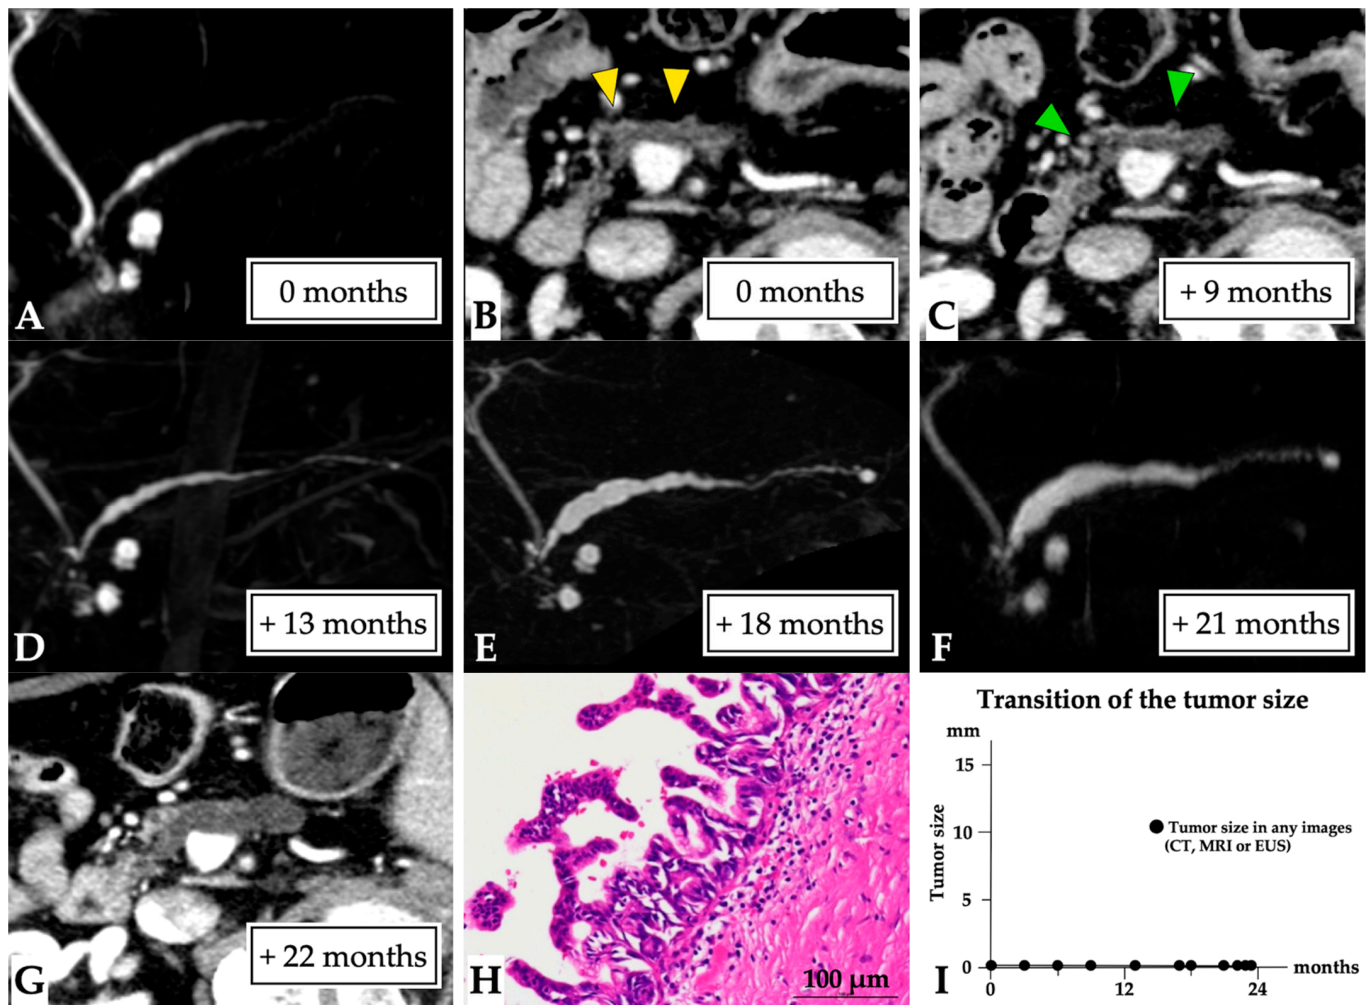 0 months
A
0 months
B
+ 9 months
C
+ 13 months
D
+ 18 months
E
+ 21 months
F
+ 22 months
G
100 µm
H
Transition of the tumor size
mm
15
10
5
0
Tumor size
Tumor size in any images
(CT, MRI or EUS)
0
12
24
months
I